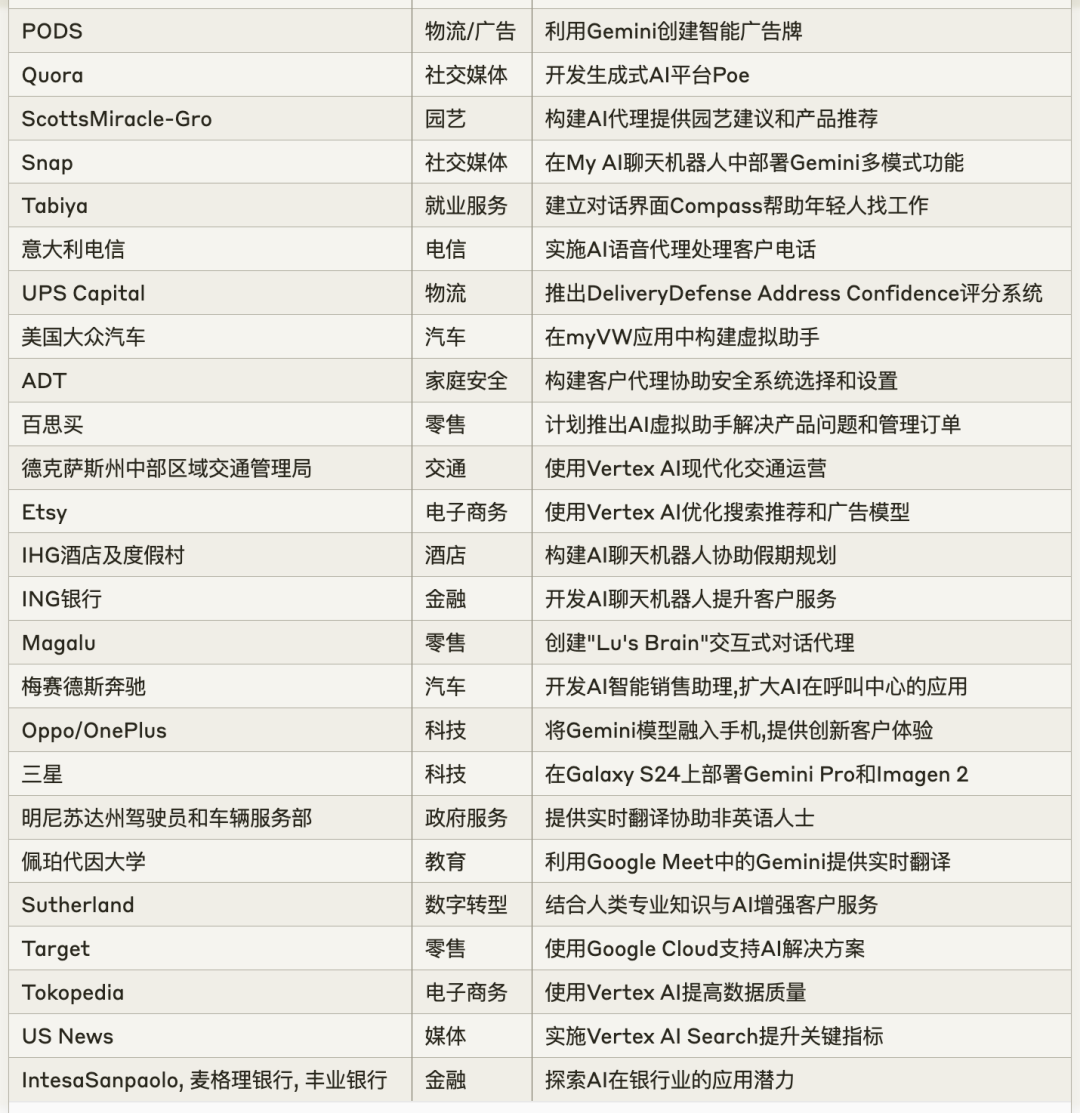 PODS 物流/广告 利用Gemini创建智能广告牌
Quora 社交媒体 开发生成式AI平台Poe
ScottsMiracle-Gro 园艺 构建AI代理提供园艺建议和产品推荐
Snap 社交媒体 在My AI聊天机器人中部署Gemini多模式功能
Tabiya 就业服务 建立对话界面Compass帮助年轻人找工作
意大利电信 电信 实施AI语音代理处理客户电话
UPS Capital 物流 推出DeliveryDefense Address Confidence评分系统
美国大众汽车 汽车 在myVW应用中构建虚拟助手
ADT 家庭安全 构建客户代理协助安全系统选择和设置
百思买 零售 计划推出AI虚拟助手解决产品问题和管理订单
德克萨斯州中部区域交通管理局 交通 使用Vertex AI现代化交通运营
Etsy 电子商务 使用Vertex AI优化搜索推荐和广告模型
IHG酒店及度假村 酒店 构建AI聊天机器人协助假期规划
ING银行 金融 开发AI聊天机器人提升客户服务
Magalu 零售 创建"Lu's Brain"交互式对话代理
梅赛德斯奔驰 汽车 开发AI智能销售助理,扩大AI在呼叫中心的应用
Oppo/OnePlus 科技 将Gemini模型融入手机,提供创新客户体验
三星 科技 在Galaxy S24上部署Gemini Pro和Imagen 2
明尼苏达州驾驶员和车辆服务部 政府服务 提供实时翻译协助非英语人士
佩珀代因大学 教育 利用Google Meet中的Gemini提供实时翻译
Sutherland 数字转型 结合人类专业知识与AI增强客户服务
Target 零售 使用Google Cloud支持AI解决方案
Tokopedia 电子商务 使用Vertex AI提高数据质量
US News 媒体 实施Vertex AI Search提升关键指标
IntesaSanpaolo, 麦格理银行, 丰业银行 金融 探索AI在银行业的应用潜力